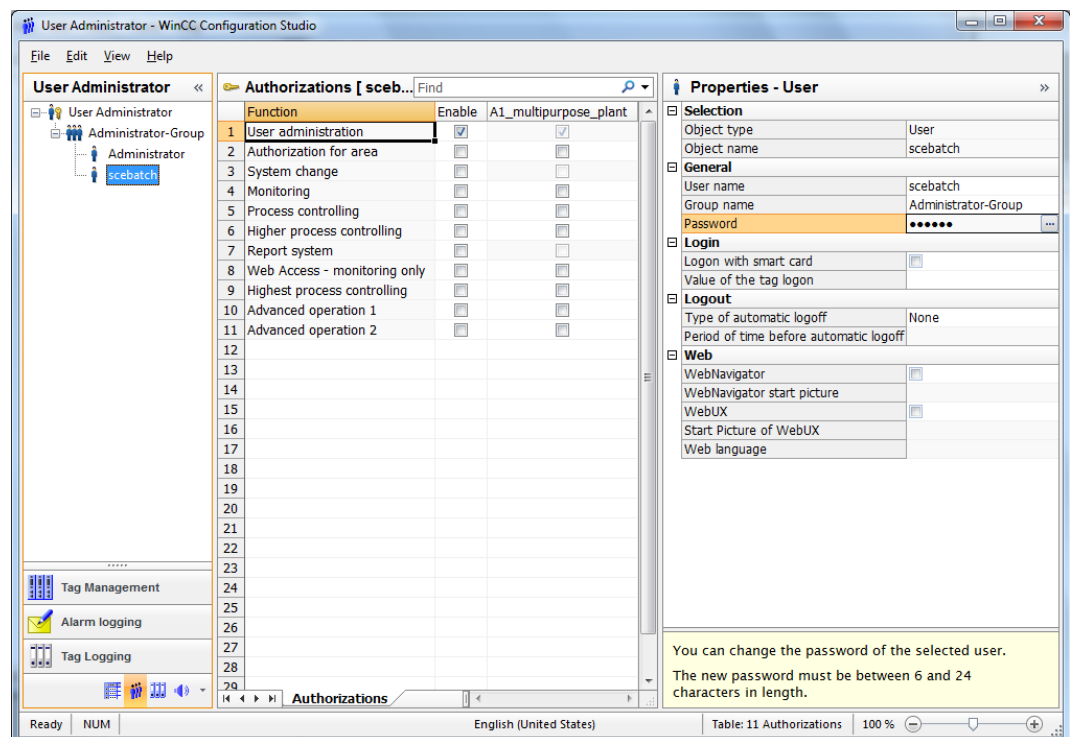 User Administrator - WinCC Configuration Studio
File Edit View Help
User Administrator «
User Administrator
Administrator-Group
Administrator
scebatch
Tag Management
Alarm logging
Tag Logging
Authorizations [ sceb... Find
Function Enable A1_multipurpose_plant
1 User administration
2 Authorization for area
3 System change
4 Monitoring
5 Process controlling
6 Higher process controlling
7 Report system
8 Web Access - monitoring only
9 Highest process controlling
10 Advanced operation 1
11 Advanced operation 2
12
13
14
15
16
17
18
19
20
21
22
23
24
25
26
27
28
29
Authorizations
Properties - User »
Selection
Object type User
Object name scebatch
General
User name scebatch
Group name Administrator-Group
Password ●●●●●● ...
Login
Logon with smart card
Value of the tag logon
Logout
Type of automatic logoff None
Period of time before automatic logoff
Web
WebNavigator
WebNavigator start picture
WebUX
Start Picture of WebUX
Web language
You can change the password of the selected user.
The new password must be between 6 and 24
characters in length.
Ready NUM English (United States) Table: 11 Authorizations 100 %